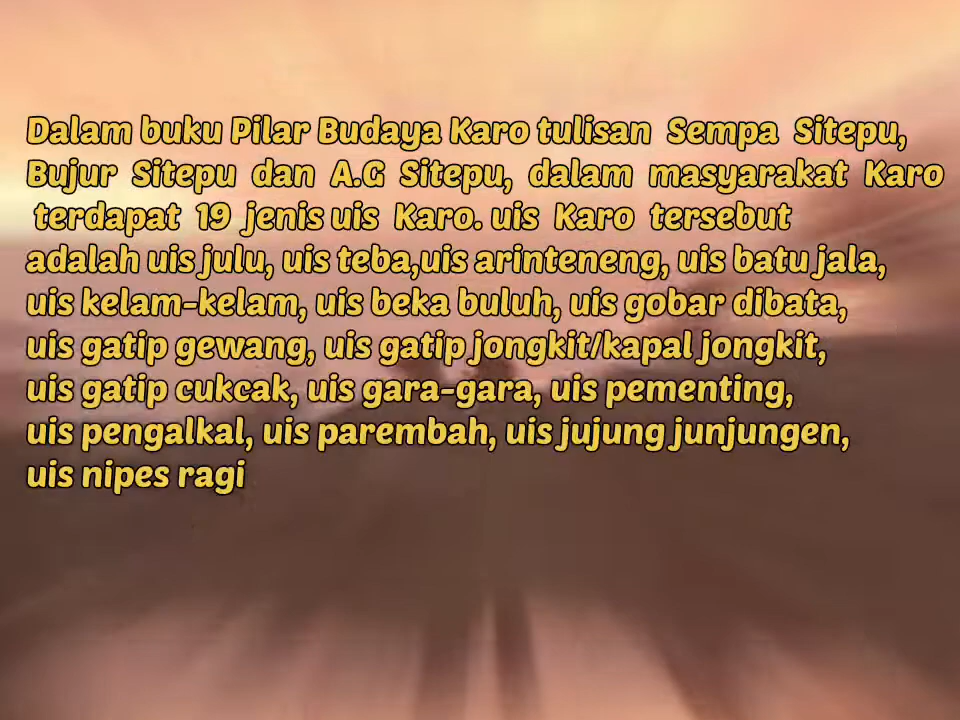 Dalam buku Pilar Budaya Karo tulisan Sempa Sitepu,
Bujur Sitepu dan A.G Sitepu, dalam masyarakat Karo
terdapat 19 jenis uis Karo. uis Karo tersebut
adalah uis julu, uis teba,uis arinteneng, uis batu jala,
uis kelam-kelam, uis beka buluh, uis gobar dibata,
uis gatip gewang, uis gatip jongkit/kapal jongkit,
uis gatip cukcak, uis gara-gara, uis pementing,
uis pengalkal, uis parembah, uis jujung junjungen,
uis nipes ragi